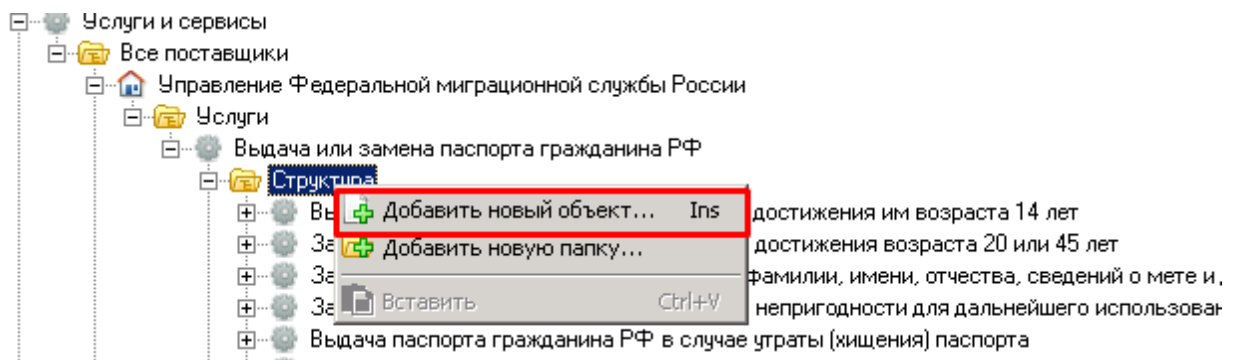 Услуги и сервисы
Все поставщики
Управление Федеральной миграционной службы России
Услуги
Выдача или замена паспорта гражданина РФ
Структура
Добавить новый объект... Ins
достижения им возраста 14 лет
Добавить новую папку...
достижения возраста 20 или 45 лет
фамилии, имени, отчества, сведений о мете и
Вставить Ctrl+V
непригодности для дальнейшего использован
Выдача паспорта гражданина РФ в случае утраты (хищения) паспорта